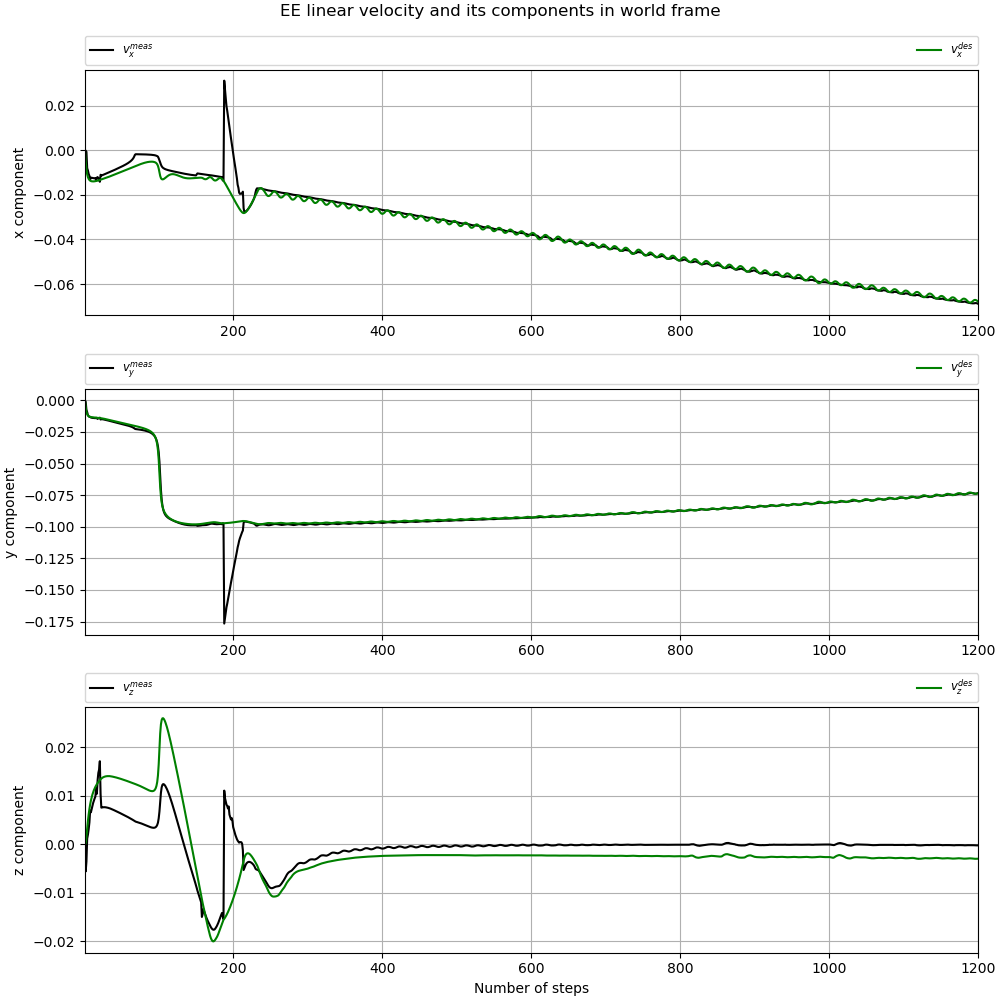 EE linear velocity and its components in world frame
v_x^{meas} v_x^{des}
x component
0.02
0.00
−0.02
−0.04
−0.06
200 400 600 800 1000 1200
v_y^{meas} v_y^{des}
y component
0.000
−0.025
−0.050
−0.075
−0.100
−0.125
−0.150
−0.175
200 400 600 800 1000 1200
v_z^{meas} v_z^{des}
z component
0.02
0.01
0.00
−0.01
−0.02
200 400 600 800 1000 1200
Number of steps